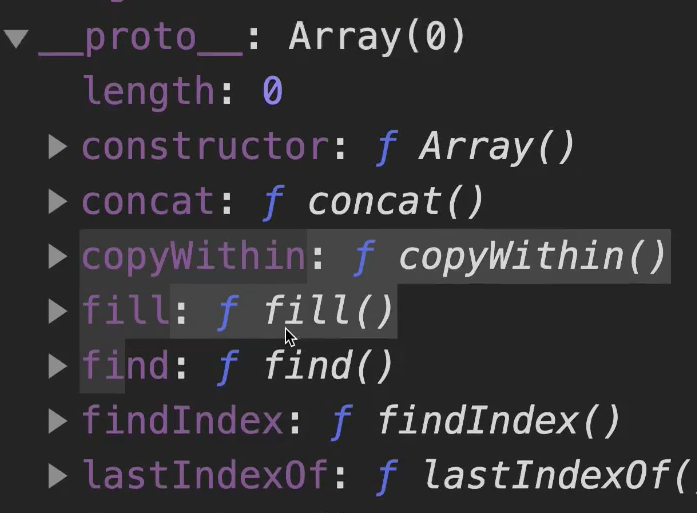 __proto__: Array(0)
length: 0
constructor: ƒ Array()
concat: ƒ concat()
copyWithin: ƒ copyWithin()
fill: ƒ fill()
find: ƒ find()
findIndex: ƒ findIndex()
lastIndexOf: ƒ lastIndexOf(